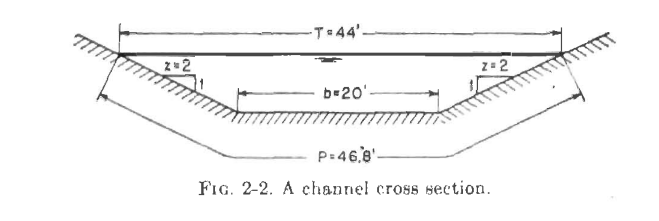 T=44'
z=2
z=2
1
1
b=20'
P=46.8'
FIG. 2-2. A channel cross section.